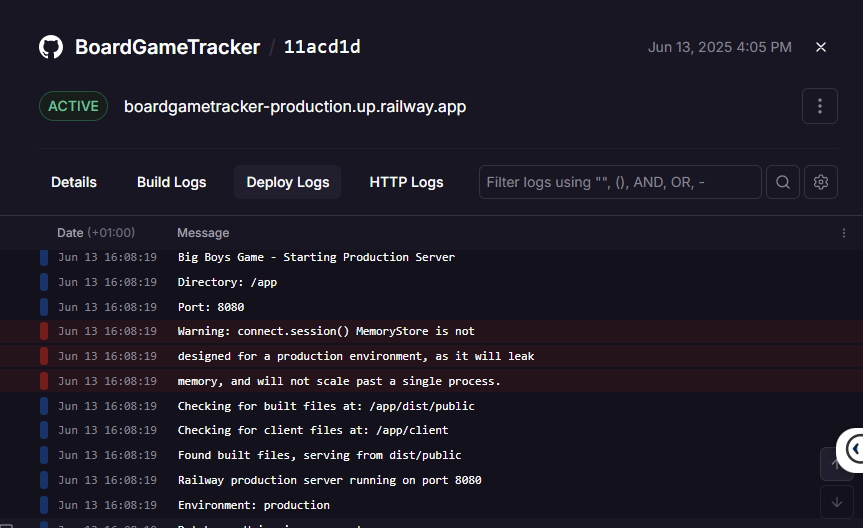 BoardGameTracker / 11acd1d
Jun 13, 2025 4:05 PM
ACTIVE
boardgametracker-production.up.railway.app
Details
Build Logs
Deploy Logs
HTTP Logs
Filter logs using "", (), AND, OR, -
Date (+01:00) Message
Jun 13 16:08:19 Big Boys Game - Starting Production Server
Jun 13 16:08:19 Directory: /app
Jun 13 16:08:19 Port: 8080
Jun 13 16:08:19 Warning: connect.session() MemoryStore is not
Jun 13 16:08:19 designed for a production environment, as it will leak
Jun 13 16:08:19 memory, and will not scale past a single process.
Jun 13 16:08:19 Checking for built files at: /app/dist/public
Jun 13 16:08:19 Checking for client files at: /app/client
Jun 13 16:08:19 Found built files, serving from dist/public
Jun 13 16:08:19 Railway production server running on port 8080
Jun 13 16:08:19 Environment: production